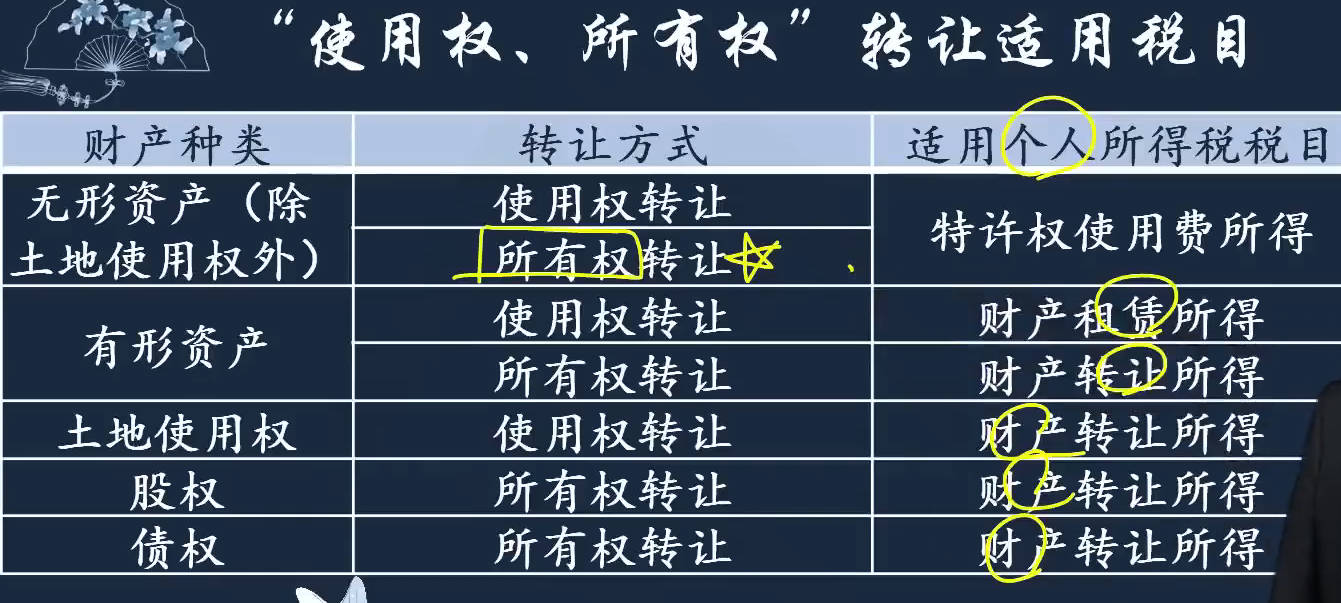 “使用权、所有权”转让适用税目
财产种类 转让方式 适用个人所得税税目
无形资产（除
土地使用权外）
使用权转让
所有权转让
特许权使用费所得
有形资产
使用权转让 财产租赁所得
所有权转让 财产转让所得
土地使用权 使用权转让 财产转让所得
股权 所有权转让 财产转让所得
债权 所有权转让 财产转让所得